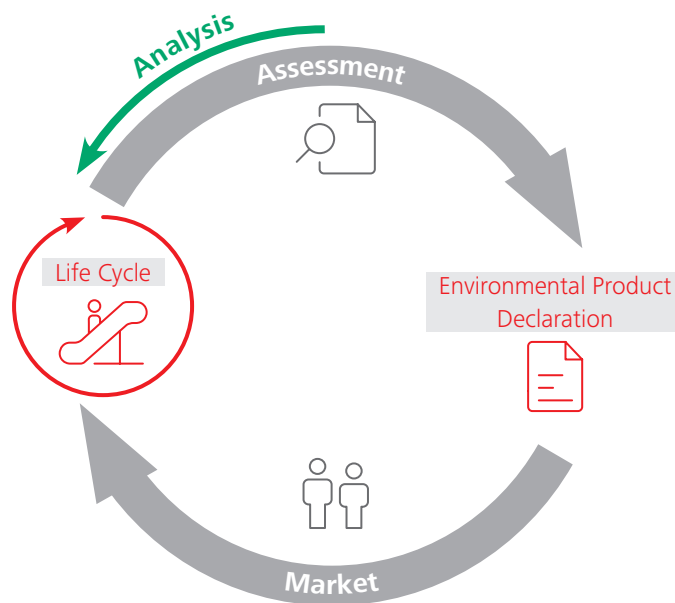 Analysis
Assessment
Life Cycle
Environmental Product
Declaration
Market